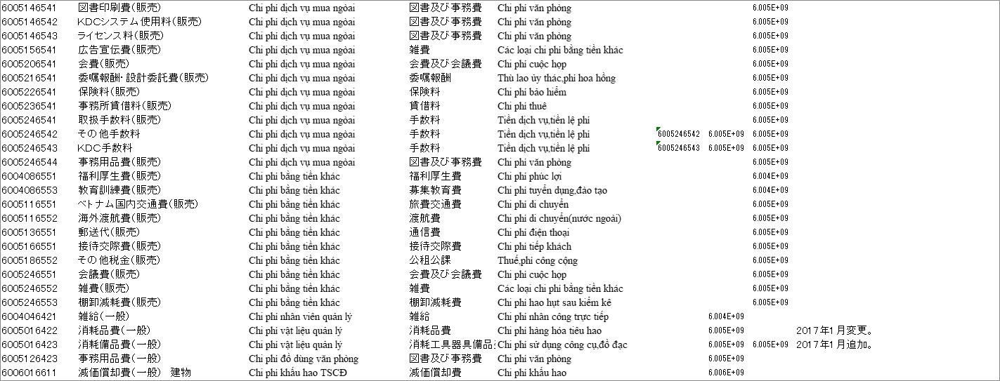 6005146541 図書印刷費(販売) Chi phí dịch vụ mua ngòai 図書及び事務費 Chi phí văn phòng 6.005E+09
6005146542 KDCシステム使用料(販売) Chi phí dịch vụ mua ngòai 図書及び事務費 Chi phí văn phòng 6.005E+09
6005146543 ライセンス料(販売) Chi phí dịch vụ mua ngòai 図書及び事務費 Chi phí văn phòng 6.005E+09
6005156541 広告宣伝費(販売) Chi phí dịch vụ mua ngòai 雑費 Các loại chi phí bằng tiền khác 6.005E+09
6005206541 会費(販売) Chi phí dịch vụ mua ngòai 会費及び会議費 Chi phí cuộc họp 6.005E+09
6005216541 委嘱報酬・設計委託費(販売) Chi phí dịch vụ mua ngòai 委嘱報酬 Thù lao ủy thác,phí hoa hồng 6.005E+09
6005226541 保険料(販売) Chi phí dịch vụ mua ngòai 保険料 Chi phí bảo hiểm 6.005E+09
6005236541 事務所賃借料(販売) Chi phí dịch vụ mua ngòai 賃借料 Chi phí thuê 6.005E+09
6005246541 取扱手数料(販売) Chi phí dịch vụ mua ngòai 手数料 Tiền dịch vụ,tiền lệ phí 6.005E+09
6005246542 その他手数料 Chi phí dịch vụ mua ngòai 手数料 Tiền dịch vụ,tiền lệ phí 6005246542 6.005E+09 6.005E+09
6005246543 KDC手数料 Chi phí dịch vụ mua ngòai 手数料 Tiền dịch vụ,tiền lệ phí 6005246543 6.005E+09 6.005E+09
6005246544 事務用品費(販売) Chi phí dịch vụ mua ngòai 図書及び事務費 Chi phí văn phòng 6.005E+09
6004086551 福利厚生費(販売) Chi phí bằng tiền khác 福利厚生費 Chi phí phúc lợi 6.004E+09
6004086553 教育訓練費(販売) Chi phí bằng tiền khác 募集教育費 Chi phí tuyển dụng,đào tạo 6.004E+09
6005116551 ベトナム国内交通費(販売) Chi phí bằng tiền khác 旅費交通費 Chi phí di chuyển 6.005E+09
6005116552 海外渡航費(販売) Chi phí bằng tiền khác 渡航費 Chi phí di chuyển(nước ngoài) 6.005E+09
6005136551 郵送代(販売) Chi phí bằng tiền khác 通信費 Chi phí điện thoại 6.005E+09
6005166551 接待交際費(販売) Chi phí bằng tiền khác 接待交際費 Chi phí tiếp khách 6.005E+09
6005186552 その他税金(販売) Chi phí bằng tiền khác 公租公課 Thuế,phí công cộng 6.005E+09
6005246551 会議費(販売) Chi phí bằng tiền khác 会費及び会議費 Chi phí cuộc họp 6.005E+09
6005246552 雑費(販売) Chi phí bằng tiền khác 雑費 Các loại chi phí bằng tiền khác 6.005E+09
6005246553 棚卸減耗費(販売) Chi phí bằng tiền khác 棚卸減耗費 Chi phí hao hụt sau kiểm kê 6.005E+09
6004046421 雑給(一般) Chi phí nhân viên quản lý 雑給 Chi phí nhân công trực tiếp 6.004E+09
6005016422 消耗品費(一般) Chi phí vật liệu quản lý 消耗品費 Chi phí hàng hóa tiêu hao 6.005E+09 2017年1月変更。
6005016423 消耗備品費(一般) Chi phí vật liệu quản lý 消耗工具器具備品 Chi phí sử dụng công cụ,đồ đạc 6.005E+09 6.005E+09 2017年1月追加。
6005126423 事務用品費(一般) Chi phí đồ dùng văn phòng 図書及び事務費 Chi phí văn phòng 6.005E+09
6006016611 減価償却費(一般) 建物 Chi phí khấu hao TSCĐ 減価償却費 Chi phí khấu hao 6.006E+09